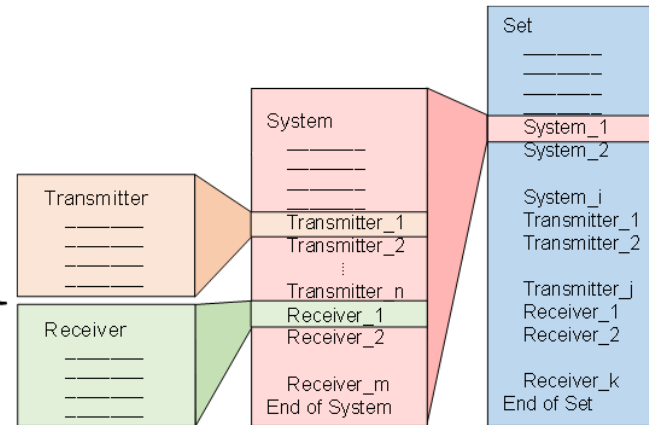 Transmitter
Receiver
System
Transmitter_1
Transmitter_2
⋮
Transmitter_n
Receiver_1
Receiver_2
Receiver_m
End of System
Set
System_1
System_2
System_i
Transmitter_1
Transmitter_2
Transmitter_j
Receiver_1
Receiver_2
Receiver_k
End of Set